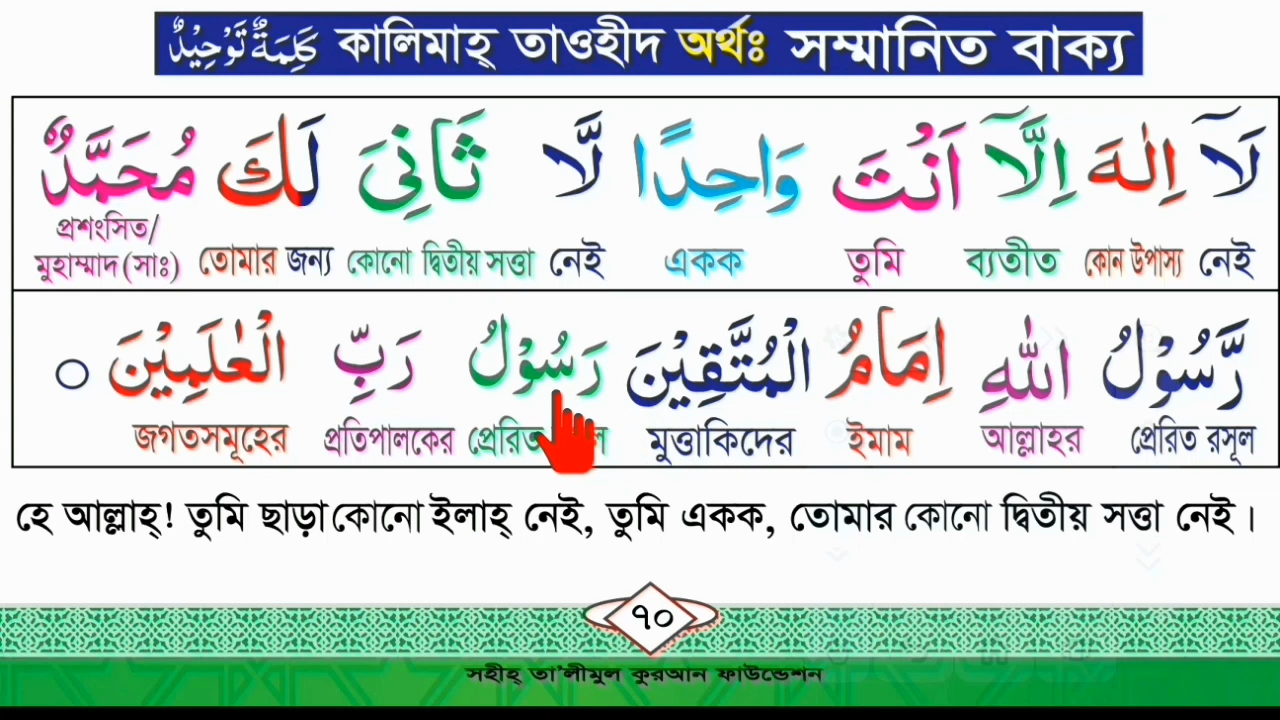 كَلِمَةٌ تَوْحِيْدٌ কালিমাহ্ তাওহীদ অর্থঃ সম্মানিত বাক্য
لَآ اِلٰهَ اِلَّآ اَنْتَ وَاحِدًا لَّا ثَانِىَ لَكَ مُحَمَّدٌ
নেই কোন উপাস্য ব্যতীত তুমি একক নেই কোনো দ্বিতীয় সত্তা তোমার জন্য প্রশংসিত/মুহাম্মাদ (সাঃ)
رَّسُوْلُ اللّٰهِ اِمَامُ الْمُتَّقِيْنَ رَسُوْلُ رَبِّ الْعٰلَمِيْنَ ○
প্রেরিত রসূল আল্লাহর ইমাম মুত্তাকিদের প্রেরিত প্রতিপালকের জগতসমূহের
হে আল্লাহ্! তুমি ছাড়া কোনো ইলাহ্ নেই, তুমি একক, তোমার কোনো দ্বিতীয় সত্তা নেই।
৭০
সহীহ্ তা'লীমুল কুরআন ফাউন্ডেশন